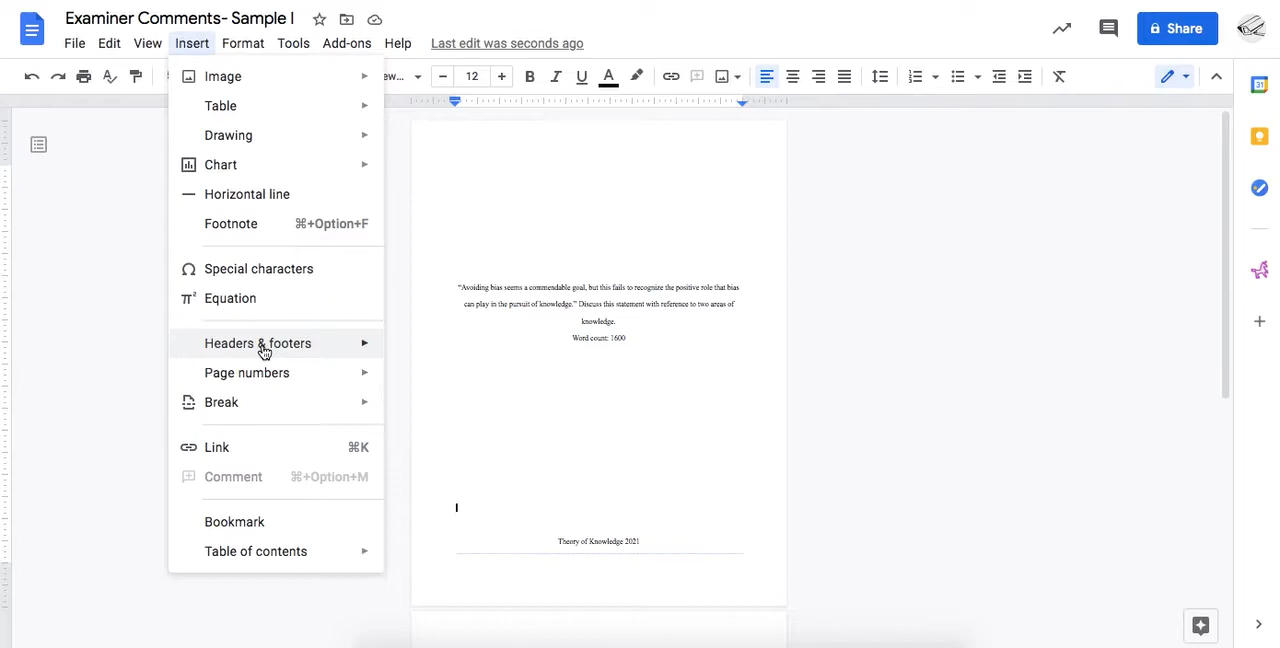 Examiner Comments- Sample I
File Edit View Insert Format Tools Add-ons Help Last edit was seconds ago
Share
ew... 12
31
Image
Table
Drawing
Chart
Horizontal line
Footnote ⌘+Option+F
Special characters
Equation
Headers & footers
Page numbers
Break
Link ⌘K
Comment ⌘+Option+M
Bookmark
Table of contents
“Avoiding bias seems a commendable goal, but this fails to recognize the positive role that bias
can play in the pursuit of knowledge.” Discuss this statement with reference to two areas of
knowledge.
Word count: 1600
Theory of Knowledge 2021